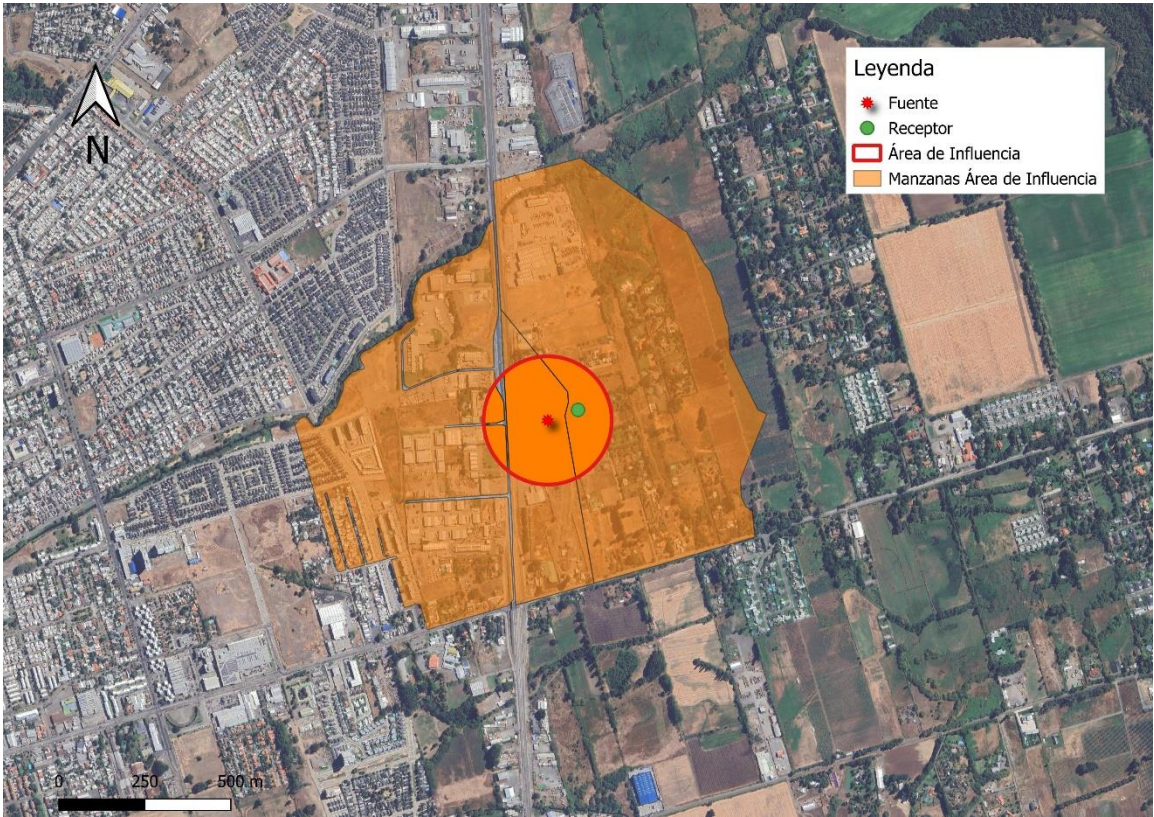 N
Leyenda
Fuente
Receptor
Área de Influencia
Manzanas Área de Influencia
0 250 500 m